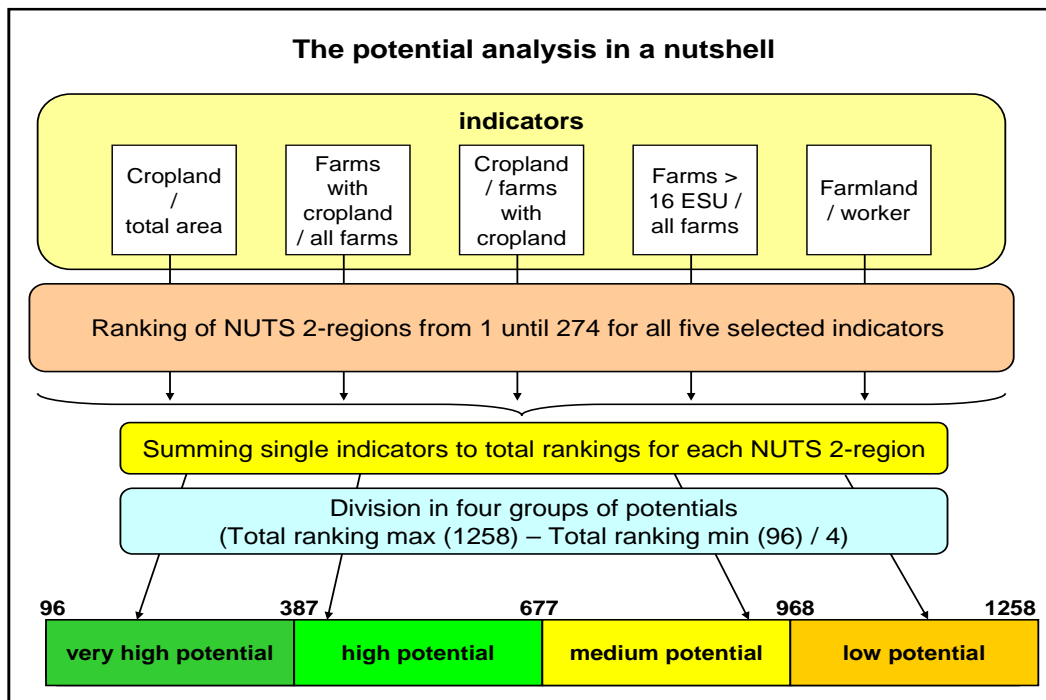 The potential analysis in a nutshell
indicators
Cropland
/
total area
Farms
with
cropland
/ all farms
Cropland
/ farms
with
cropland
Farms >
16 ESU /
all farms
Farmland
/ worker
Ranking of NUTS 2-regions from 1 until 274 for all five selected indicators
Summing single indicators to total rankings for each NUTS 2-region
Division in four groups of potentials
(Total ranking max (1258) – Total ranking min (96) / 4)
96 387 677 968 1258
very high potential high potential medium potential low potential